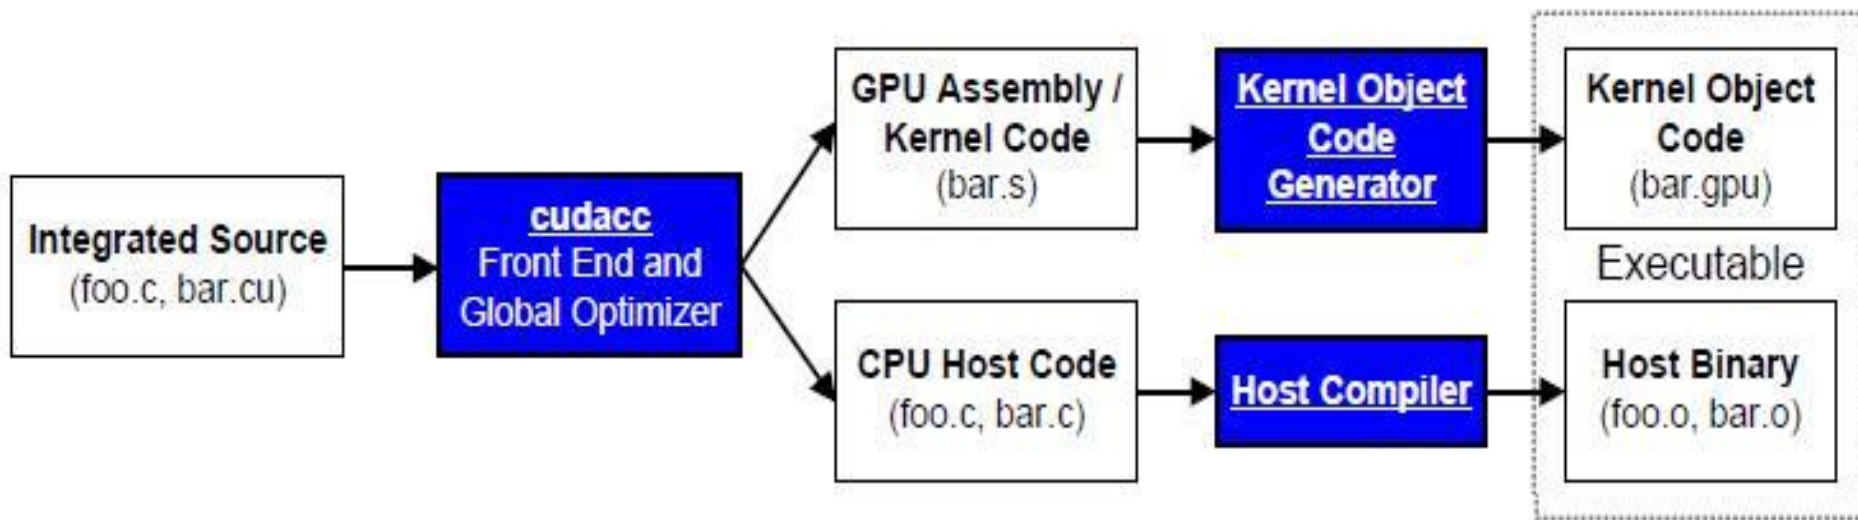 Integrated Source
(foo.c, bar.cu)
cudacc
Front End and
Global Optimizer
GPU Assembly /
Kernel Code
(bar.s)
Kernel Object
Code
Generator
Kernel Object
Code
(bar.gpu)
Executable
CPU Host Code
(foo.c, bar.c)
Host Compiler
Host Binary
(foo.o, bar.o)